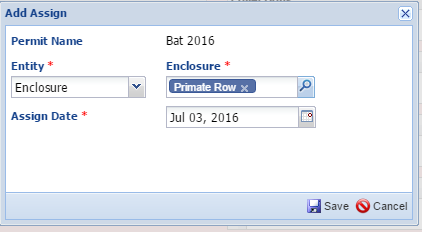 Add Assign
Permit Name Bat 2016
Entity * Enclosure *
Enclosure Primate Row
Assign Date * Jul 03, 2016
Save Cancel